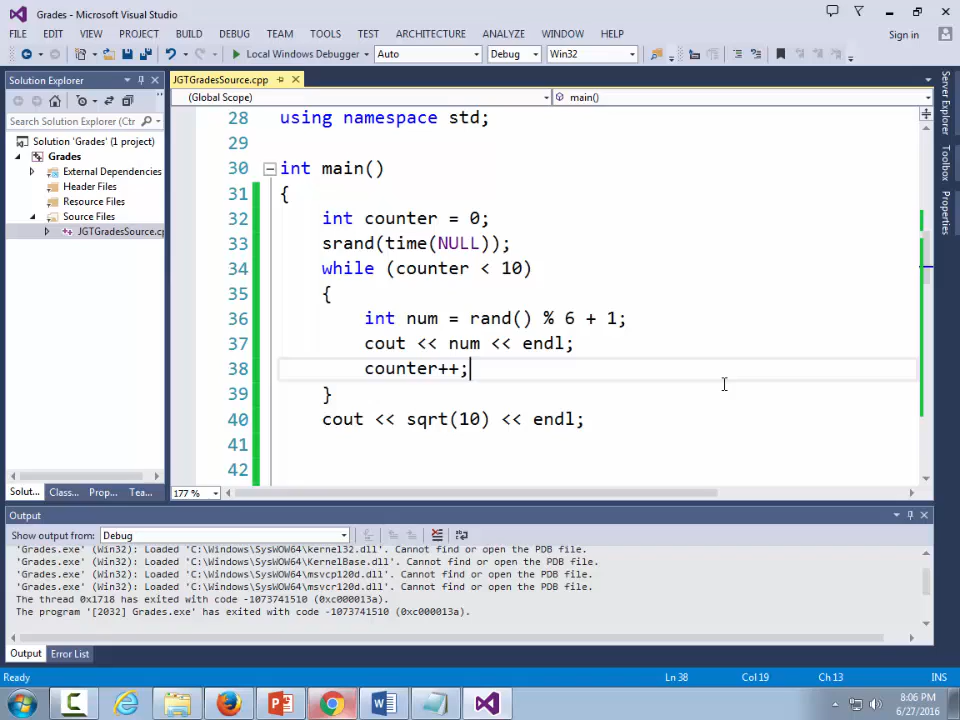 Grades - Microsoft Visual Studio
FILE EDIT VIEW PROJECT BUILD DEBUG TEAM TOOLS TEST ARCHITECTURE ANALYZE WINDOW HELP Sign in
Local Windows Debugger Auto Debug Win32
Solution Explorer
Search Solution Explorer (Ctr
Solution 'Grades' (1 project)
Grades
External Dependencies
Header Files
Resource Files
Source Files
JGTGradesSource.cp
Solut... Class... Prop... Tea...
JGTGradesSource.cpp
(Global Scope) main()
28 using namespace std;
29
30 int main()
31 {
32 int counter = 0;
33 srand(time(NULL));
34 while (counter < 10)
35 {
36 int num = rand() % 6 + 1;
37 cout << num << endl;
38 counter++;
39 }
40 cout << sqrt(10) << endl;
41
42
177 %
Server Explorer
Toolbox
Properties
Output
Show output from: Debug
'Grades.exe' (Win32): Loaded 'C:\Windows\SysWOW64\kernel32.dll'. Cannot find or open the PDB file.
'Grades.exe' (Win32): Loaded 'C:\Windows\SysWOW64\KernelBase.dll'. Cannot find or open the PDB file.
'Grades.exe' (Win32): Loaded 'C:\Windows\SysWOW64\msvcp120d.dll'. Cannot find or open the PDB file.
'Grades.exe' (Win32): Loaded 'C:\Windows\SysWOW64\msvcr120d.dll'. Cannot find or open the PDB file.
The thread 0x1718 has exited with code -1073741510 (0xc000013a).
The program '[2032] Grades.exe' has exited with code -1073741510 (0xc000013a).
Output Error List
Ready Ln 38 Col 19 Ch 13 INS
8:06 PM
6/27/2016